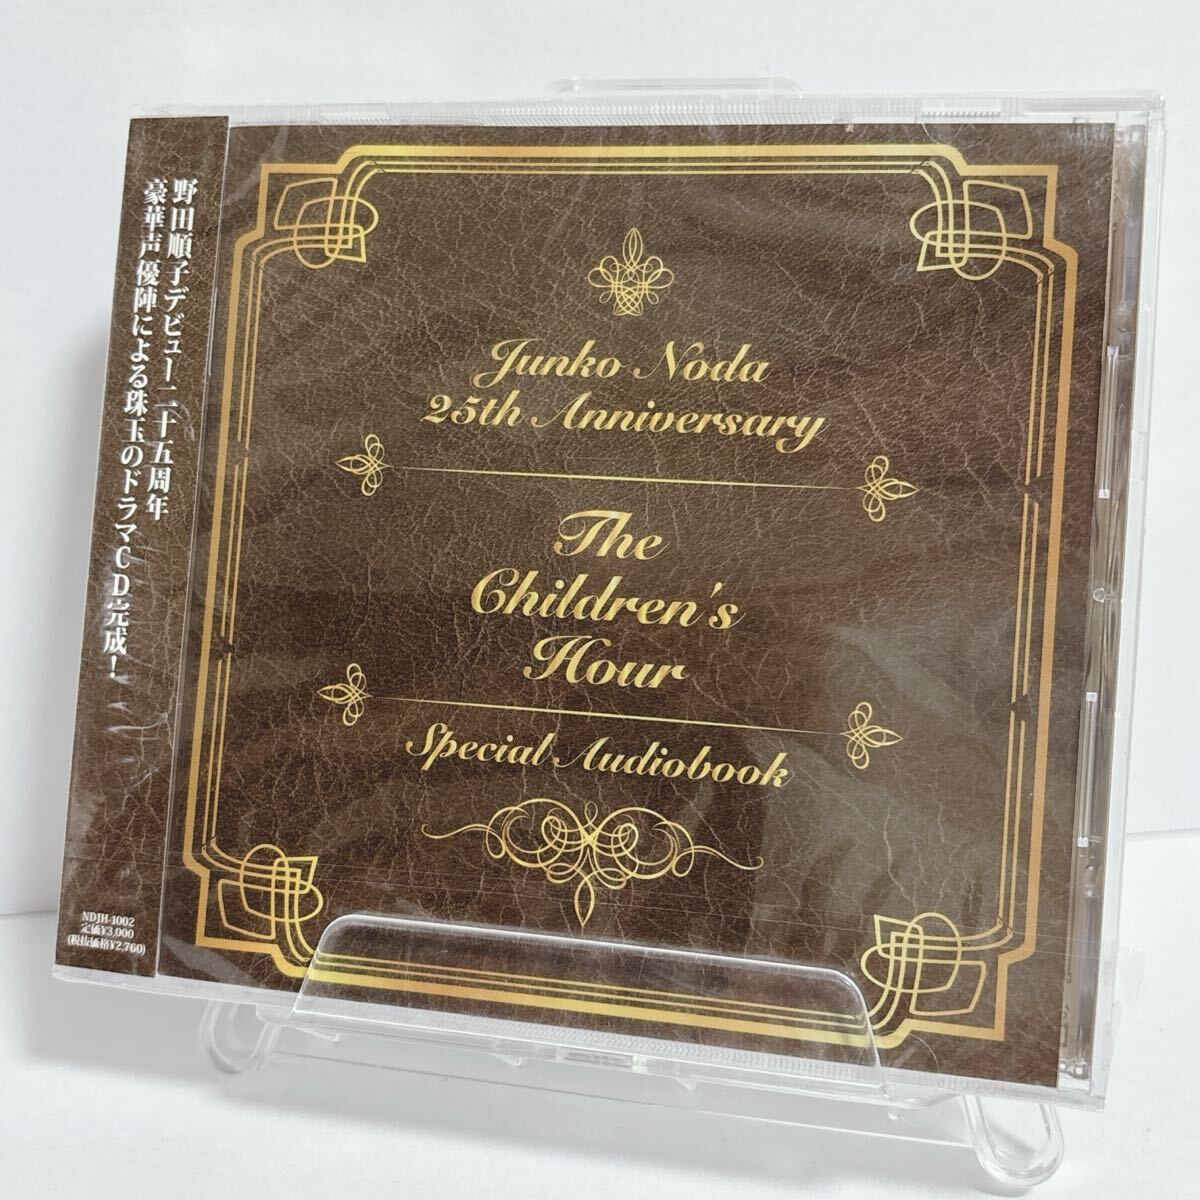 野田順子デビュー二十五周年
豪華声優陣による珠玉のドラマCD完成！
NDJH-1002
定価¥3,000
(税抜価格¥2,760)
Junko Noda
25th Anniversary
The
Children's
Hour
Special Audiobook